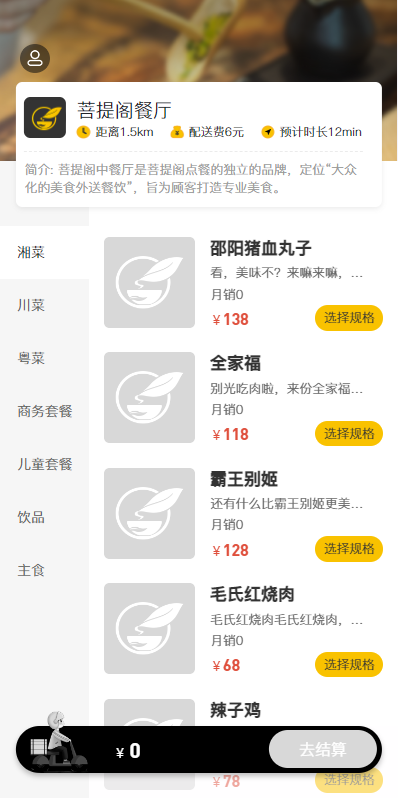 菩提阁餐厅
距离1.5km 配送费6元 预计时长12min
简介: 菩提阁中餐厅是菩提阁点餐的独立的品牌，定位“大众
化的美食外送餐饮”，旨为顾客打造专业美食。
湘菜
川菜
粤菜
商务套餐
儿童套餐
饮品
主食
邵阳猪血丸子
看，美味不？来嘛来嘛，...
月销0
￥138 选择规格
全家福
别光吃肉啦，来份全家福...
月销0
￥118 选择规格
霸王别姬
还有什么比霸王别姬更美...
月销0
￥128 选择规格
毛氏红烧肉
毛氏红烧肉毛氏红烧肉，...
月销0
￥68 选择规格
辣子鸡
￥0 去结算
￥78 选择规格